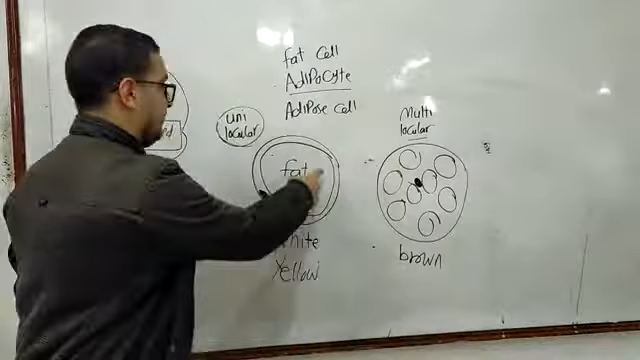 fat cell
AdiPocyte
AdiPose cell
uni
locular
Multi
locular
fat
white
Yellow
brown